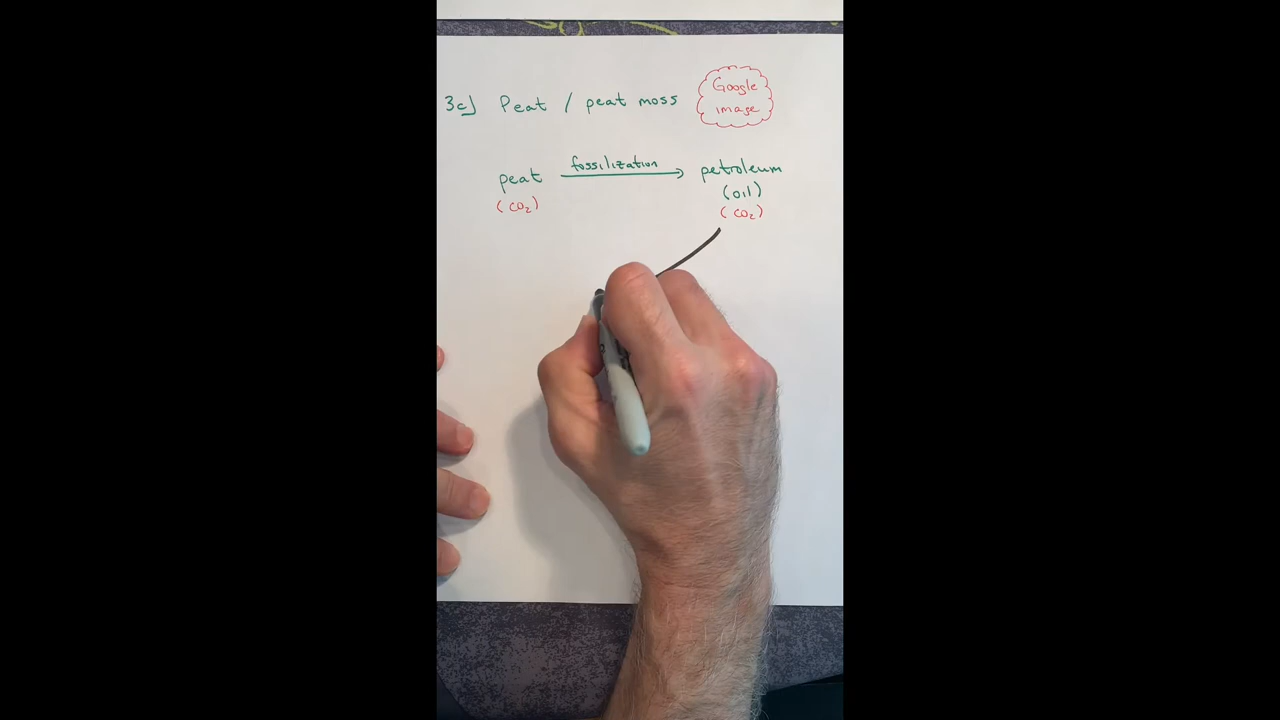 3c) Peat / peat moss
Google
image
fossilization
peat
petroleum
(oil)
(CO₂)
(CO₂)